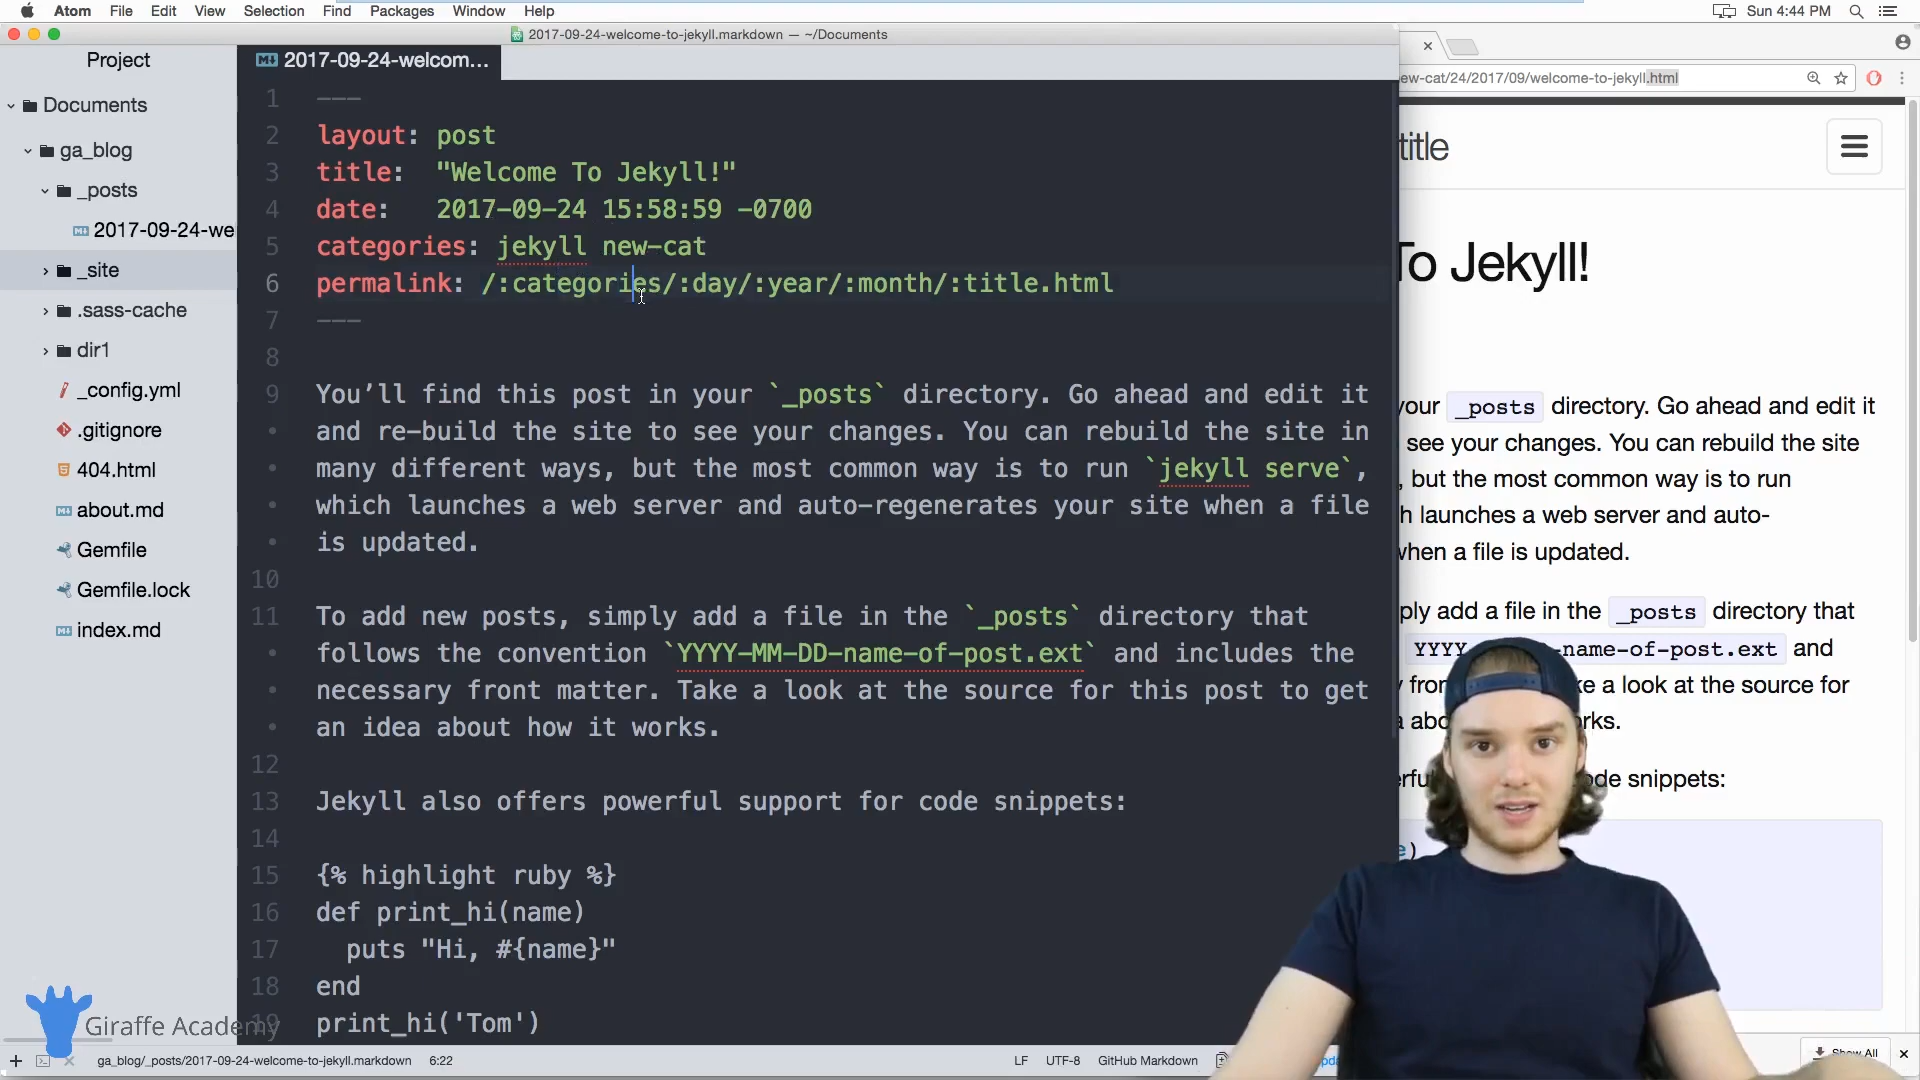 Atom File Edit View Selection Find Packages Window Help
Sun 4:44 PM
2017-09-24-welcome-to-jekyll.markdown — ~/Documents
Project
2017-09-24-welcom...
ew-cat/24/2017/09/welcome-to-jekyll.html
Documents
ga_blog
_posts
2017-09-24-we
_site
.sass-cache
dir1
_config.yml
.gitignore
404.html
about.md
Gemfile
Gemfile.lock
index.md
1 ---
2 layout: post
3 title: "Welcome To Jekyll!"
4 date: 2017-09-24 15:58:59 -0700
5 categories: jekyll new-cat
6 permalink: /:categories/:day/:year/:month/:title.html
7 ---
8
9 You’ll find this post in your `_posts` directory. Go ahead and edit it
and re-build the site to see your changes. You can rebuild the site in
many different ways, but the most common way is to run `jekyll serve`,
which launches a web server and auto-regenerates your site when a file
is updated.
10
11 To add new posts, simply add a file in the `_posts` directory that
follows the convention `YYYY-MM-DD-name-of-post.ext` and includes the
necessary front matter. Take a look at the source for this post to get
an idea about how it works.
12
13 Jekyll also offers powerful support for code snippets:
14
15 {% highlight ruby %}
16 def print_hi(name)
17 puts "Hi, #{name}"
18 end
19 print_hi('Tom')
title
To Jekyll!
your _posts directory. Go ahead and edit it
see your changes. You can rebuild the site
, but the most common way is to run
h launches a web server and auto-
when a file is updated.
ply add a file in the _posts directory that
YYYY -name-of-post.ext and
y from ke a look at the source for
a abo rks.
erfu ode snippets:
e)
Giraffe Academy
ga_blog/_posts/2017-09-24-welcome-to-jekyll.markdown 6:22
LF UTF-8 GitHub Markdown
Show All